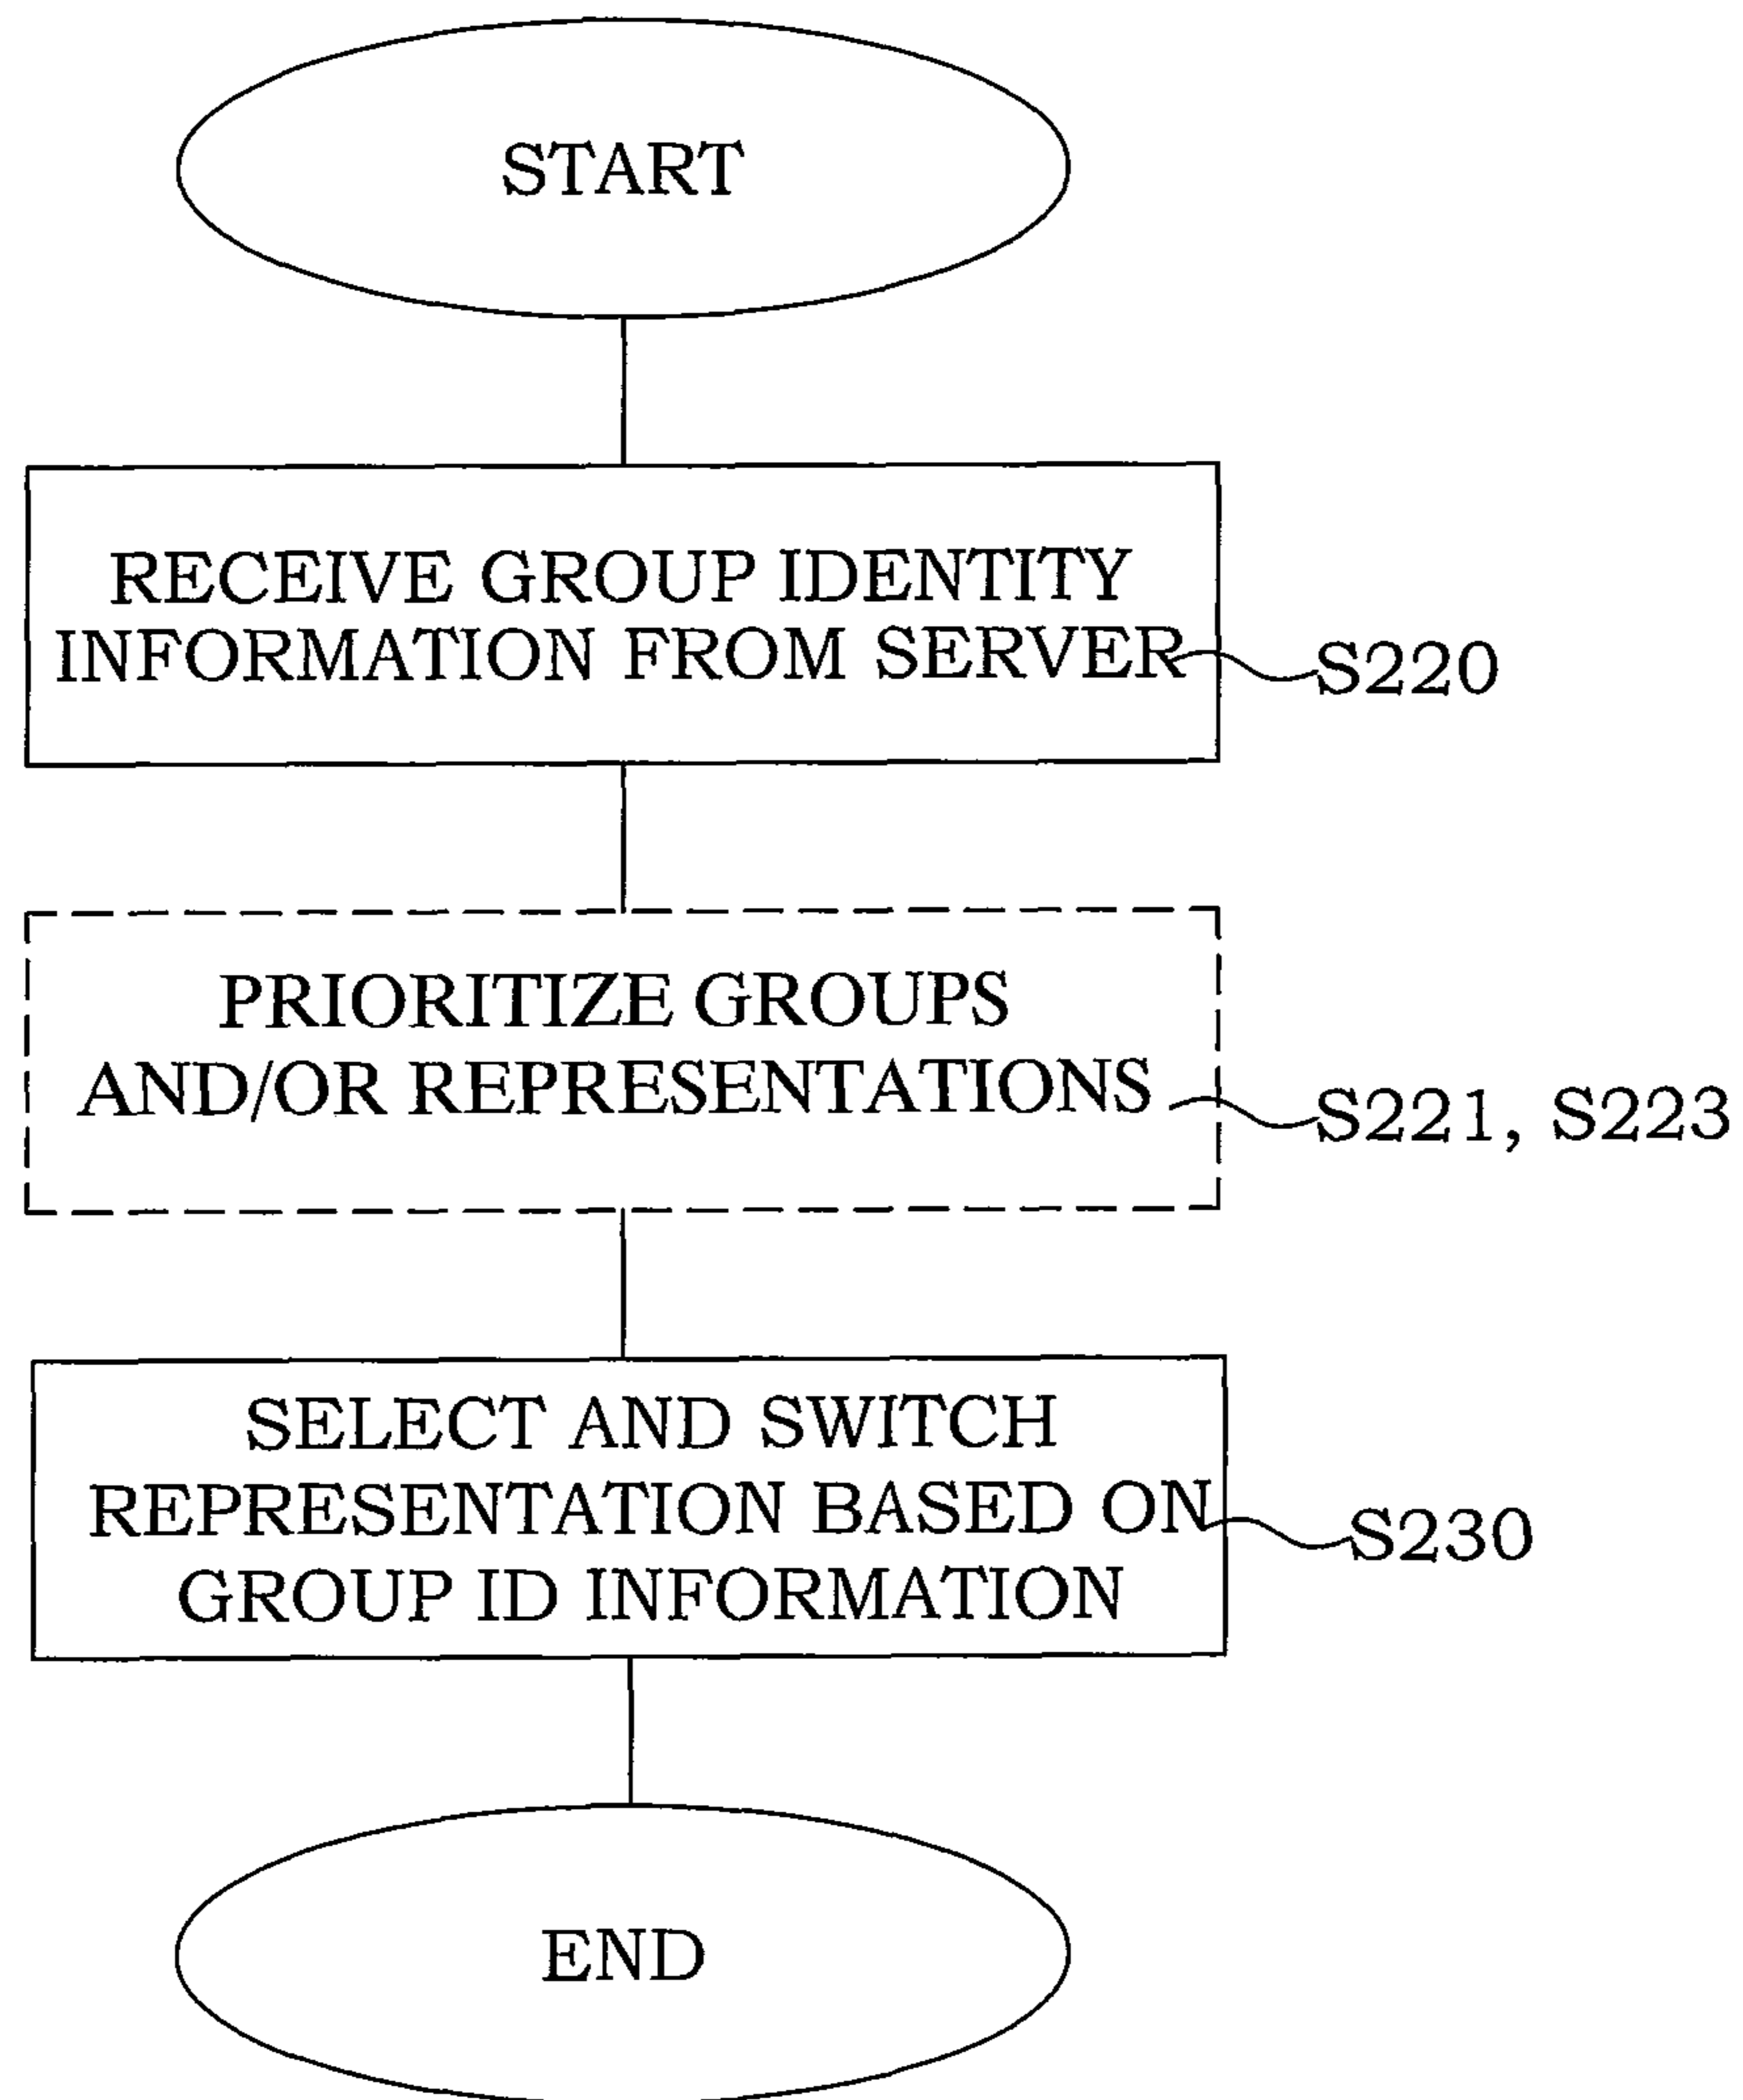 START
RECEIVE GROUP IDENTITY
INFORMATION FROM SERVER
S220
PRIORITIZE GROUPS
AND/OR REPRESENTATIONS
S221, S223
SELECT AND SWITCH
REPRESENTATION BASED ON
GROUP ID INFORMATION
S230
END